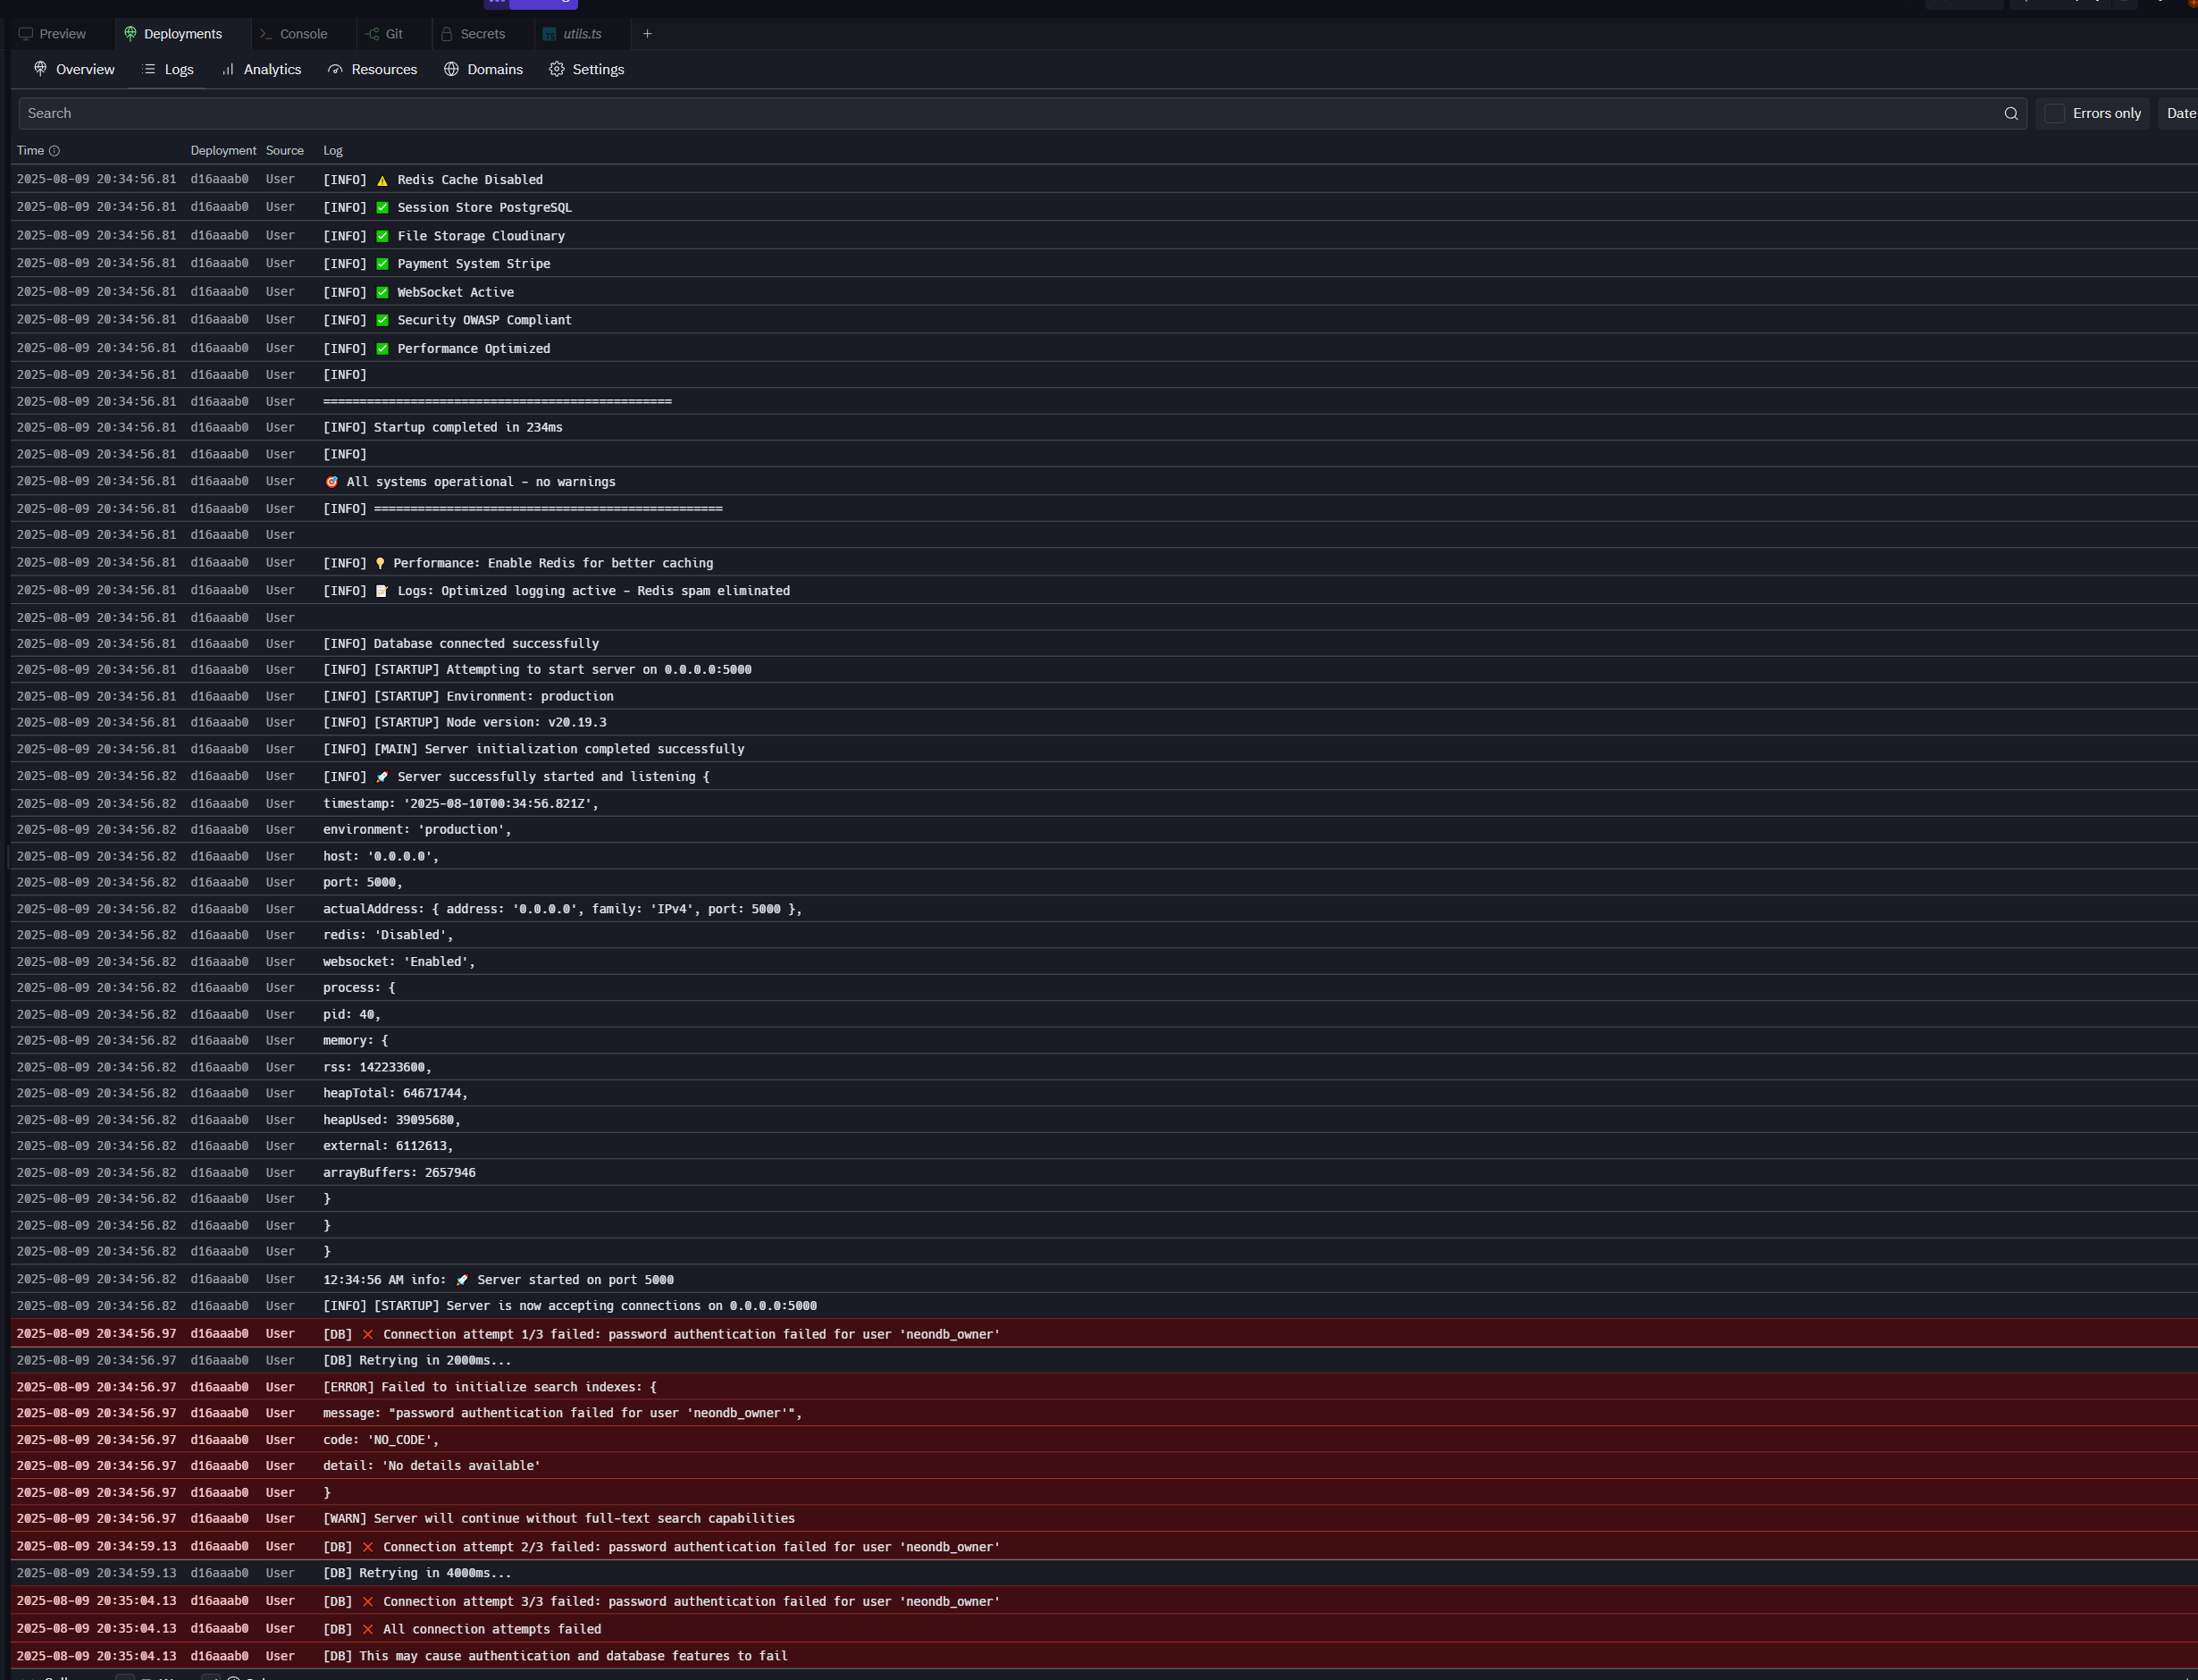 Preview Deployments Console Git Secrets utils.ts +
Overview Logs Analytics Resources Domains Settings
Search Errors only Date
Time Deployment Source Log
2025-08-09 20:34:56.81 d16aaab0 User [INFO] ⚠️ Redis Cache Disabled
2025-08-09 20:34:56.81 d16aaab0 User [INFO] ✅ Session Store PostgreSQL
2025-08-09 20:34:56.81 d16aaab0 User [INFO] ✅ File Storage Cloudinary
2025-08-09 20:34:56.81 d16aaab0 User [INFO] ✅ Payment System Stripe
2025-08-09 20:34:56.81 d16aaab0 User [INFO] ✅ WebSocket Active
2025-08-09 20:34:56.81 d16aaab0 User [INFO] ✅ Security OWASP Compliant
2025-08-09 20:34:56.81 d16aaab0 User [INFO] ✅ Performance Optimized
2025-08-09 20:34:56.81 d16aaab0 User [INFO]
2025-08-09 20:34:56.81 d16aaab0 User ================================================
2025-08-09 20:34:56.81 d16aaab0 User [INFO] Startup completed in 234ms
2025-08-09 20:34:56.81 d16aaab0 User [INFO]
2025-08-09 20:34:56.81 d16aaab0 User 🎯 All systems operational - no warnings
2025-08-09 20:34:56.81 d16aaab0 User [INFO] ================================================
2025-08-09 20:34:56.81 d16aaab0 User
2025-08-09 20:34:56.81 d16aaab0 User [INFO] 💡 Performance: Enable Redis for better caching
2025-08-09 20:34:56.81 d16aaab0 User [INFO] 📝 Logs: Optimized logging active - Redis spam eliminated
2025-08-09 20:34:56.81 d16aaab0 User
2025-08-09 20:34:56.81 d16aaab0 User [INFO] Database connected successfully
2025-08-09 20:34:56.81 d16aaab0 User [INFO] [STARTUP] Attempting to start server on 0.0.0.0:5000
2025-08-09 20:34:56.81 d16aaab0 User [INFO] [STARTUP] Environment: production
2025-08-09 20:34:56.81 d16aaab0 User [INFO] [STARTUP] Node version: v20.19.3
2025-08-09 20:34:56.81 d16aaab0 User [INFO] [MAIN] Server initialization completed successfully
2025-08-09 20:34:56.82 d16aaab0 User [INFO] 🚀 Server successfully started and listening {
2025-08-09 20:34:56.82 d16aaab0 User timestamp: '2025-08-10T00:34:56.821Z',
2025-08-09 20:34:56.82 d16aaab0 User environment: 'production',
2025-08-09 20:34:56.82 d16aaab0 User host: '0.0.0.0',
2025-08-09 20:34:56.82 d16aaab0 User port: 5000,
2025-08-09 20:34:56.82 d16aaab0 User actualAddress: { address: '0.0.0.0', family: 'IPv4', port: 5000 },
2025-08-09 20:34:56.82 d16aaab0 User redis: 'Disabled',
2025-08-09 20:34:56.82 d16aaab0 User websocket: 'Enabled',
2025-08-09 20:34:56.82 d16aaab0 User process: {
2025-08-09 20:34:56.82 d16aaab0 User pid: 40,
2025-08-09 20:34:56.82 d16aaab0 User memory: {
2025-08-09 20:34:56.82 d16aaab0 User rss: 142233600,
2025-08-09 20:34:56.82 d16aaab0 User heapTotal: 64671744,
2025-08-09 20:34:56.82 d16aaab0 User heapUsed: 39095680,
2025-08-09 20:34:56.82 d16aaab0 User external: 6112613,
2025-08-09 20:34:56.82 d16aaab0 User arrayBuffers: 2657946
2025-08-09 20:34:56.82 d16aaab0 User }
2025-08-09 20:34:56.82 d16aaab0 User }
2025-08-09 20:34:56.82 d16aaab0 User }
2025-08-09 20:34:56.82 d16aaab0 User 12:34:56 AM info: 🚀 Server started on port 5000
2025-08-09 20:34:56.82 d16aaab0 User [INFO] [STARTUP] Server is now accepting connections on 0.0.0.0:5000
2025-08-09 20:34:56.97 d16aaab0 User [DB] ❌ Connection attempt 1/3 failed: password authentication failed for user 'neondb_owner'
2025-08-09 20:34:56.97 d16aaab0 User [DB] Retrying in 2000ms...
2025-08-09 20:34:56.97 d16aaab0 User [ERROR] Failed to initialize search indexes: {
2025-08-09 20:34:56.97 d16aaab0 User message: "password authentication failed for user 'neondb_owner'",
2025-08-09 20:34:56.97 d16aaab0 User code: 'NO_CODE',
2025-08-09 20:34:56.97 d16aaab0 User detail: 'No details available'
2025-08-09 20:34:56.97 d16aaab0 User }
2025-08-09 20:34:56.97 d16aaab0 User [WARN] Server will continue without full-text search capabilities
2025-08-09 20:34:59.13 d16aaab0 User [DB] ❌ Connection attempt 2/3 failed: password authentication failed for user 'neondb_owner'
2025-08-09 20:34:59.13 d16aaab0 User [DB] Retrying in 4000ms...
2025-08-09 20:35:04.13 d16aaab0 User [DB] ❌ Connection attempt 3/3 failed: password authentication failed for user 'neondb_owner'
2025-08-09 20:35:04.13 d16aaab0 User [DB] ❌ All connection attempts failed
2025-08-09 20:35:04.13 d16aaab0 User [DB] This may cause authentication and database features to fail